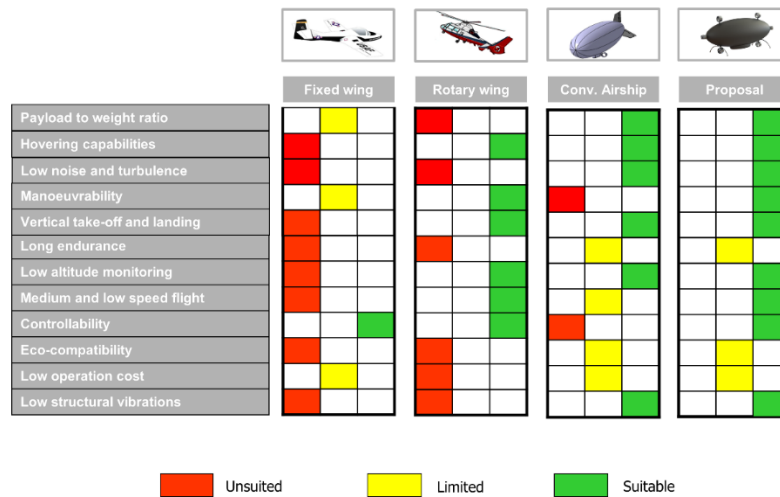 Fixed wing
Rotary wing
Conv. Airship
Proposal
Payload to weight ratio
Hovering capabilities
Low noise and turbulence
Manoeuvrability
Vertical take-off and landing
Long endurance
Low altitude monitoring
Medium and low speed flight
Controllability
Eco-compatibility
Low operation cost
Low structural vibrations
Unsuited
Limited
Suitable